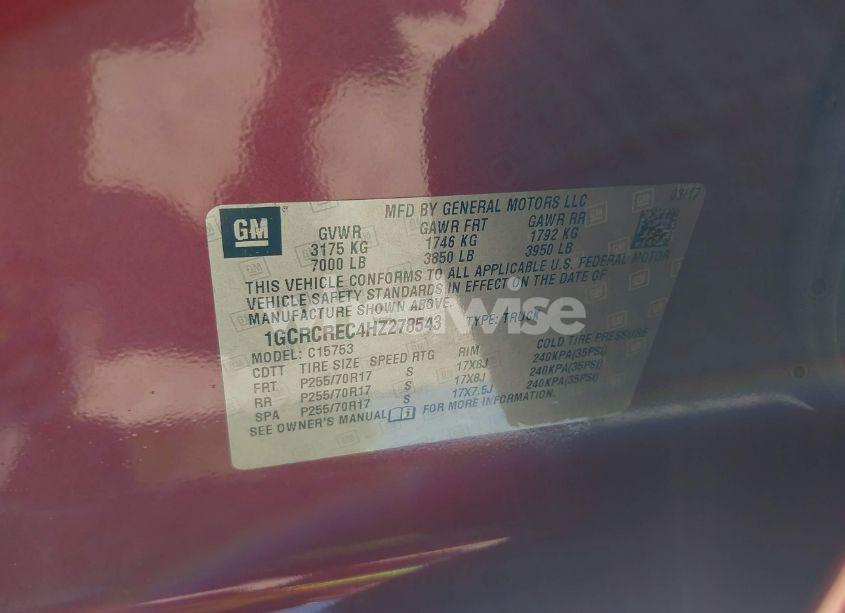 GM
MFD BY GENERAL MOTORS LLC
03/17
GVWR GAWR FRT GAWR RR
3175 KG 1746 KG 1792 KG
7000 LB 3850 LB 3950 LB
THIS VEHICLE CONFORMS TO ALL APPLICABLE U.S. FEDERAL MOTOR
VEHICLE SAFETY STANDARDS IN EFFECT ON THE DATE OF
MANUFACTURE SHOWN ABOVE.
1GCRCREC4HZ278543 TYPE: TRUCK
MODEL: C15753
CDTT TIRE SIZE SPEED RTG RIM COLD TIRE PRESSURE
FRT P255/70R17 S 17X8J 240KPA(35PSI)
RR P255/70R17 S 17X8J 240KPA(35PSI)
SPA P255/70R17 S 17X7.5J 240KPA(35PSI)
SEE OWNER'S MANUAL FOR MORE INFORMATION.
wise